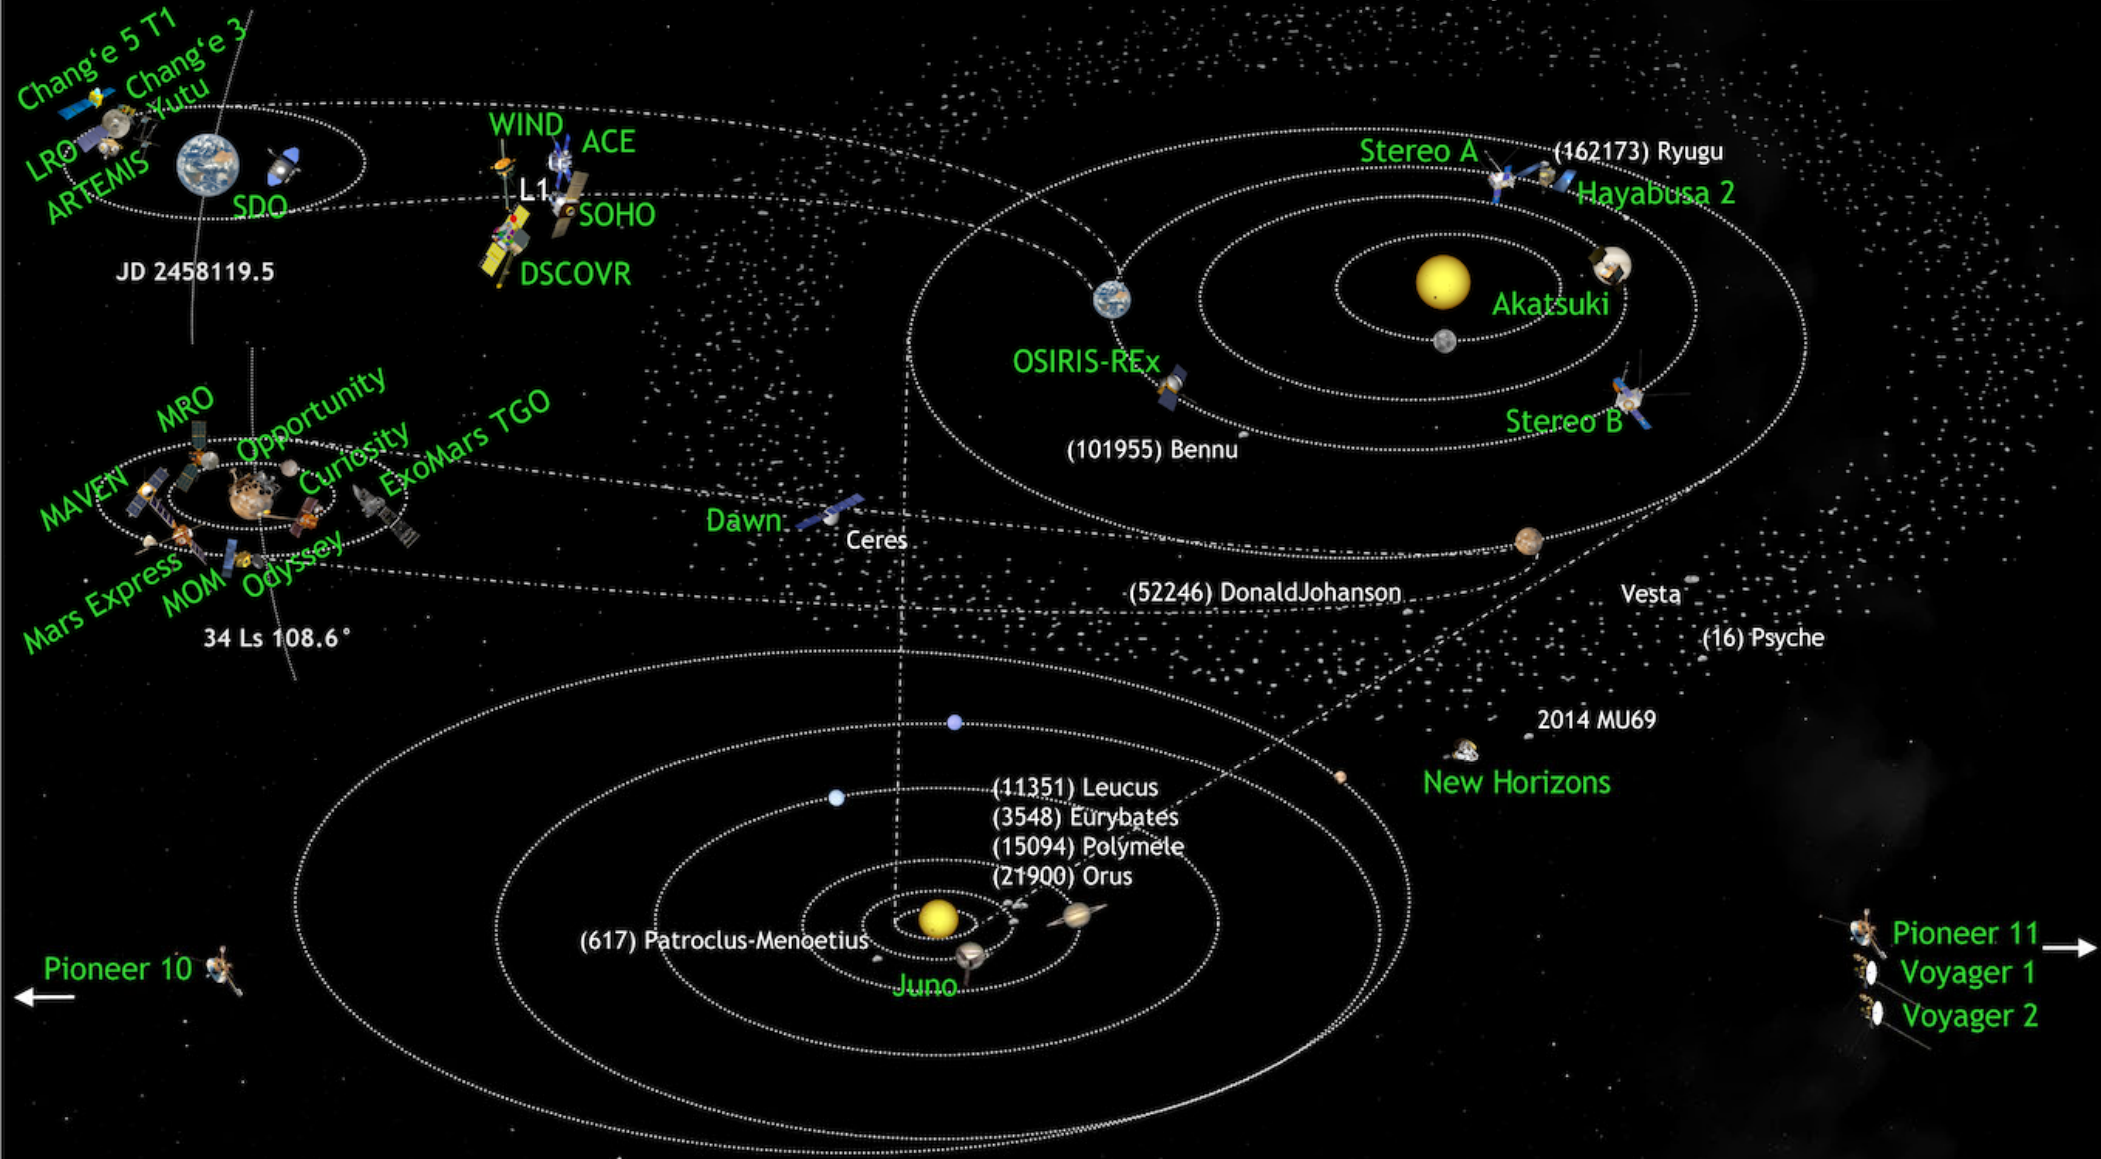 Chang‘e 5 T1
Chang‘e 3
Yutu
LRO
ARTEMIS
SDO
JD 2458119.5
WIND
ACE
L1
SOHO
DSCOVR
Stereo A
(162173) Ryugu
Hayabusa 2
Akatsuki
OSIRIS-REx
Stereo B
(101955) Bennu
MRO
Opportunity
Curiosity
ExoMars TGO
MAVEN
Mars Express
MOM
Odyssey
34 Ls 108.6°
Dawn
Ceres
(52246) DonaldJohanson
Vesta
(16) Psyche
2014 MU69
New Horizons
(11351) Leucus
(3548) Eurybates
(15094) Polymele
(21900) Orus
(617) Patroclus-Menoetius
Juno
Pioneer 10
Pioneer 11
Voyager 1
Voyager 2